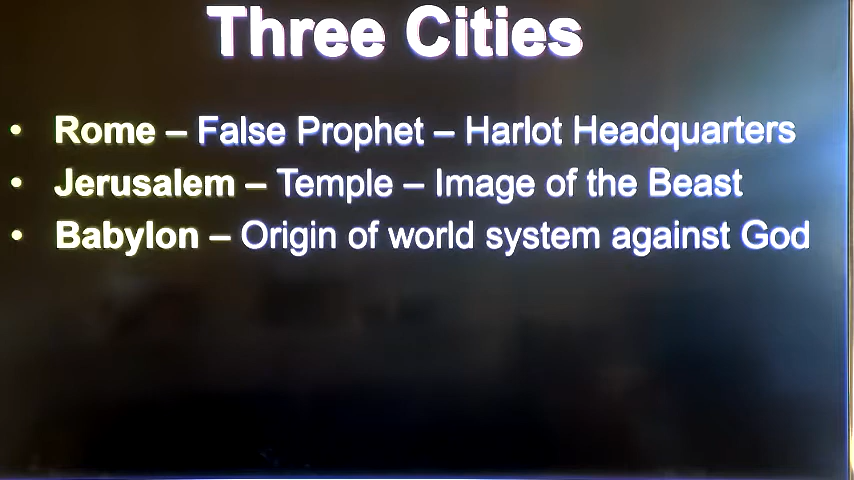 Three Cities
• Rome – False Prophet – Harlot Headquarters
• Jerusalem – Temple – Image of the Beast
• Babylon – Origin of world system against God